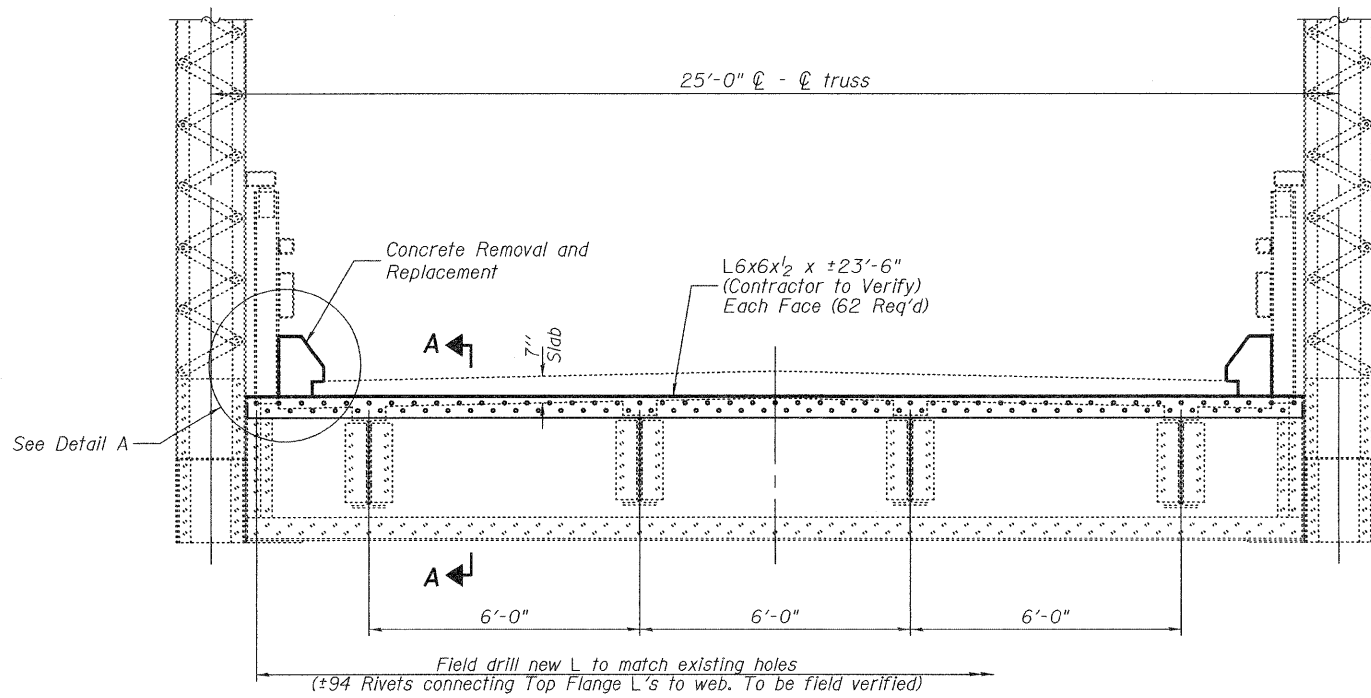 25'-0" ℄ - ℄ truss
Concrete Removal and
Replacement
L6x6x½ x ±23'-6"
(Contractor to Verify)
Each Face (62 Req'd)
A
7"
Slab
See Detail A
A
6'-0"
6'-0"
6'-0"
Field drill new L to match existing holes
(±94 Rivets connecting Top Flange L's to web. To be field verified)